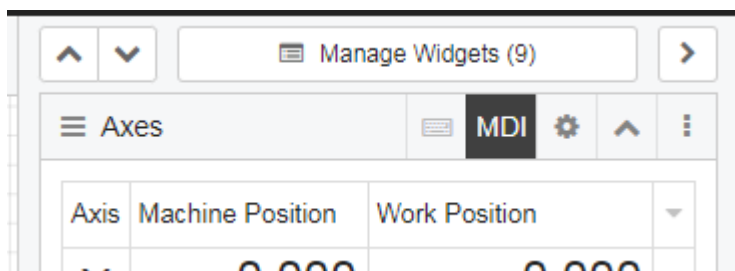 Manage Widgets (9)
Axes MDI
Axis Machine Position Work Position